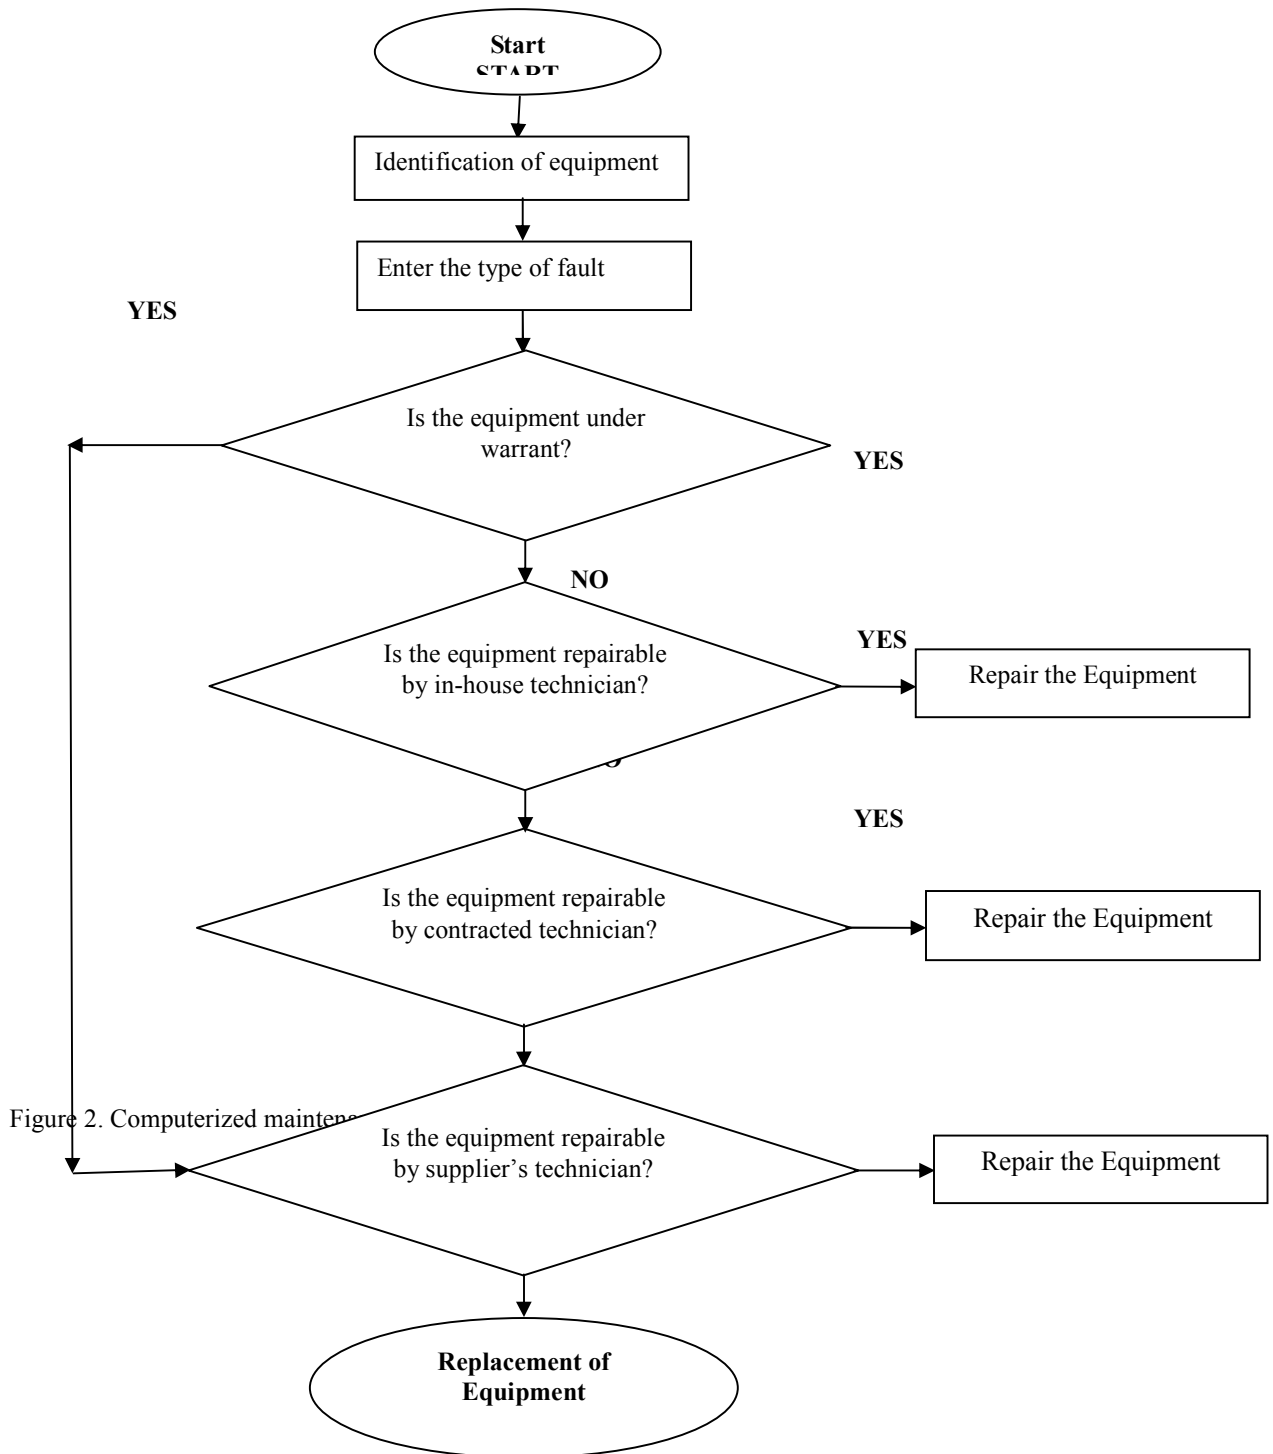 Start
START
Identification of equipment
Enter the type of fault
YES
Is the equipment under
warrant?
YES
NO
Is the equipment repairable
by in-house technician?
YES
Repair the Equipment
YES
Is the equipment repairable
by contracted technician?
Repair the Equipment
Figure 2. Computerized
Is the equipment repairable
by supplier's technician?
Repair the Equipment
Replacement of
Equipment